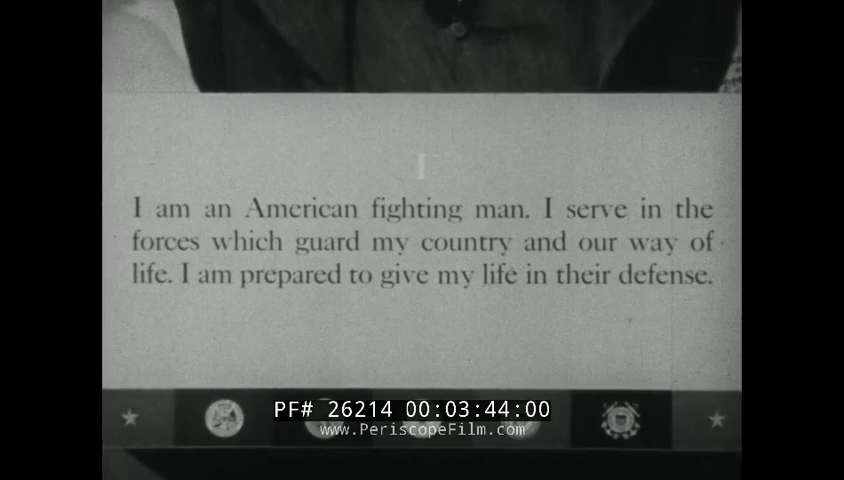 I
I am an American fighting man. I serve in the
forces which guard my country and our way of
life. I am prepared to give my life in their defense.
PF# 26214 00:03:44:00
www.PeriscopeFilm.com